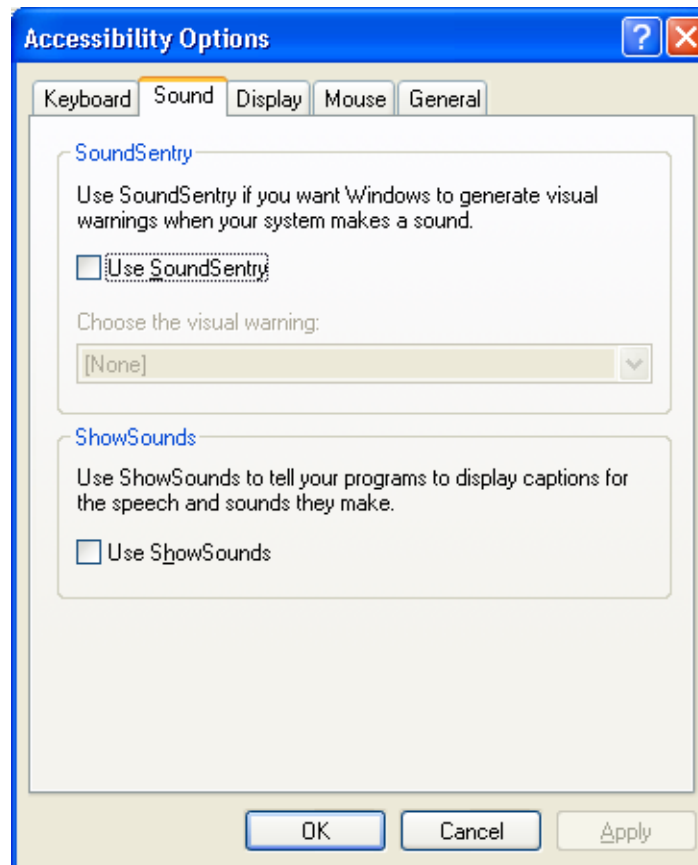 Accessibility Options
?
Keyboard Sound Display Mouse General
SoundSentry
Use SoundSentry if you want Windows to generate visual
warnings when your system makes a sound.
Use SoundSentry
Choose the visual warning:
[None]
ShowSounds
Use ShowSounds to tell your programs to display captions for
the speech and sounds they make.
Use ShowSounds
OK Cancel Apply